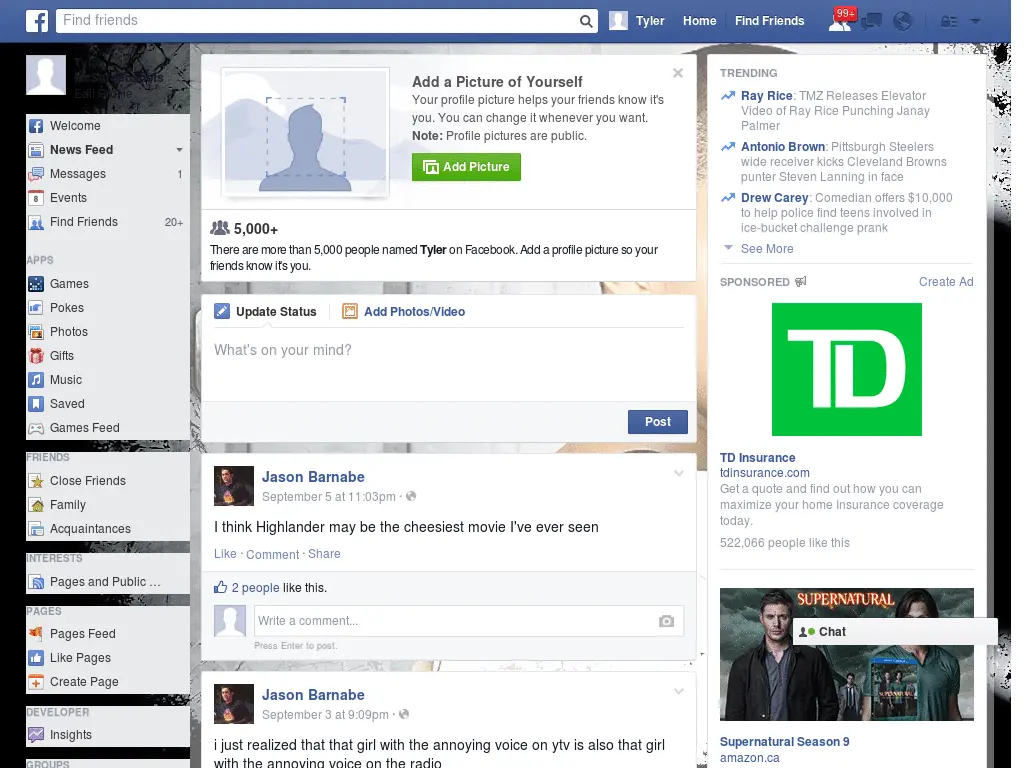 Find friends
Tyler
Home
Find Friends
99+
Welcome
News Feed
Messages
1
Events
Find Friends
20+
APPS
Games
Pokes
Photos
Gifts
Music
Saved
Games Feed
FRIENDS
Close Friends
Family
Acquaintances
INTERESTS
Pages and Public ...
PAGES
Pages Feed
Like Pages
Create Page
DEVELOPER
Insights
GROUPS
Add a Picture of Yourself
Your profile picture helps your friends know it's
you. You can change it whenever you want.
Note: Profile pictures are public.
Add Picture
5,000+
There are more than 5,000 people named Tyler on Facebook. Add a profile picture so your
friends know it's you.
Update Status
Add Photos/Video
What's on your mind?
Post
Jason Barnabe
September 5 at 11:03pm ·
I think Highlander may be the cheesiest movie I've ever seen
Like · Comment · Share
2 people like this.
Write a comment...
Press Enter to post.
Jason Barnabe
September 3 at 9:09pm ·
i just realized that that girl with the annoying voice on ytv is also that girl
with the annoying voice on the radio
TRENDING
Ray Rice: TMZ Releases Elevator
Video of Ray Rice Punching Janay
Palmer
Antonio Brown: Pittsburgh Steelers
wide receiver kicks Cleveland Browns
punter Steven Lanning in face
Drew Carey: Comedian offers $10,000
to help police find teens involved in
ice-bucket challenge prank
See More
SPONSORED
Create Ad
TD
TD Insurance
tdinsurance.com
Get a quote and find out how you can
maximize your home Insurance coverage
today.
522,066 people like this
SUPERNATURAL
Chat
Supernatural Season 9
amazon.ca